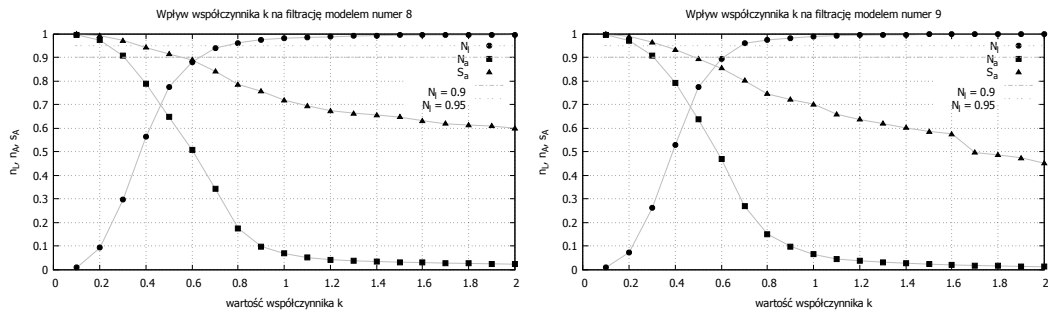 Wpływ współczynnika k na filtrację modelem numer 8
1
0.9
0.8
0.7
0.6
0.5
0.4
0.3
0.2
0.1
0
nL, nA, sA
Nl
Na
Sa
Nl = 0.9
Nl = 0.95
0 0.2 0.4 0.6 0.8 1 1.2 1.4 1.6 1.8 2
wartość współczynnika k
Wpływ współczynnika k na filtrację modelem numer 9
1
0.9
0.8
0.7
0.6
0.5
0.4
0.3
0.2
0.1
0
nL, nA, sA
Nl
Na
Sa
Nl = 0.9
Nl = 0.95
0 0.2 0.4 0.6 0.8 1 1.2 1.4 1.6 1.8 2
wartość współczynnika k